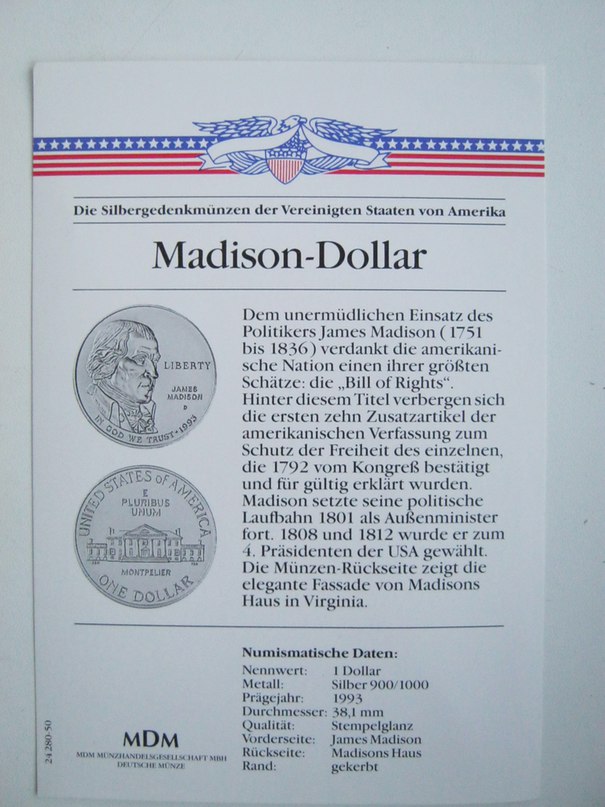 Die Silbergedenkmünzen der Vereinigten Staaten von Amerika
Madison-Dollar
LIBERTY
JAMES
MADISON
D
IN GOD WE TRUST • 1993
UNITED STATES OF AMERICA
E
PLURIBUS
UNUM
MONTPELIER
ONE DOLLAR
Dem unermüdlichen Einsatz des
Politikers James Madison (1751
bis 1836) verdankt die amerikani-
sche Nation einen ihrer größten
Schätze: die „Bill of Rights“.
Hinter diesem Titel verbergen sich
die ersten zehn Zusatzartikel der
amerikanischen Verfassung zum
Schutz der Freiheit des einzelnen,
die 1792 vom Kongreß bestätigt
und für gültig erklärt wurden.
Madison setzte seine politische
Laufbahn 1801 als Außenminister
fort. 1808 und 1812 wurde er zum
4. Präsidenten der USA gewählt.
Die Münzen-Rückseite zeigt die
elegante Fassade von Madisons
Haus in Virginia.
Numismatische Daten:
Nennwert: 1 Dollar
Metall: Silber 900/1000
Prägejahr: 1993
Durchmesser: 38,1 mm
Qualität: Stempelglanz
Vorderseite: James Madison
Rückseite: Madisons Haus
Rand: gekerbt
24 280-50
MDM
MDM MÜNZHANDELSGESELLSCHAFT MBH
DEUTSCHE MÜNZE